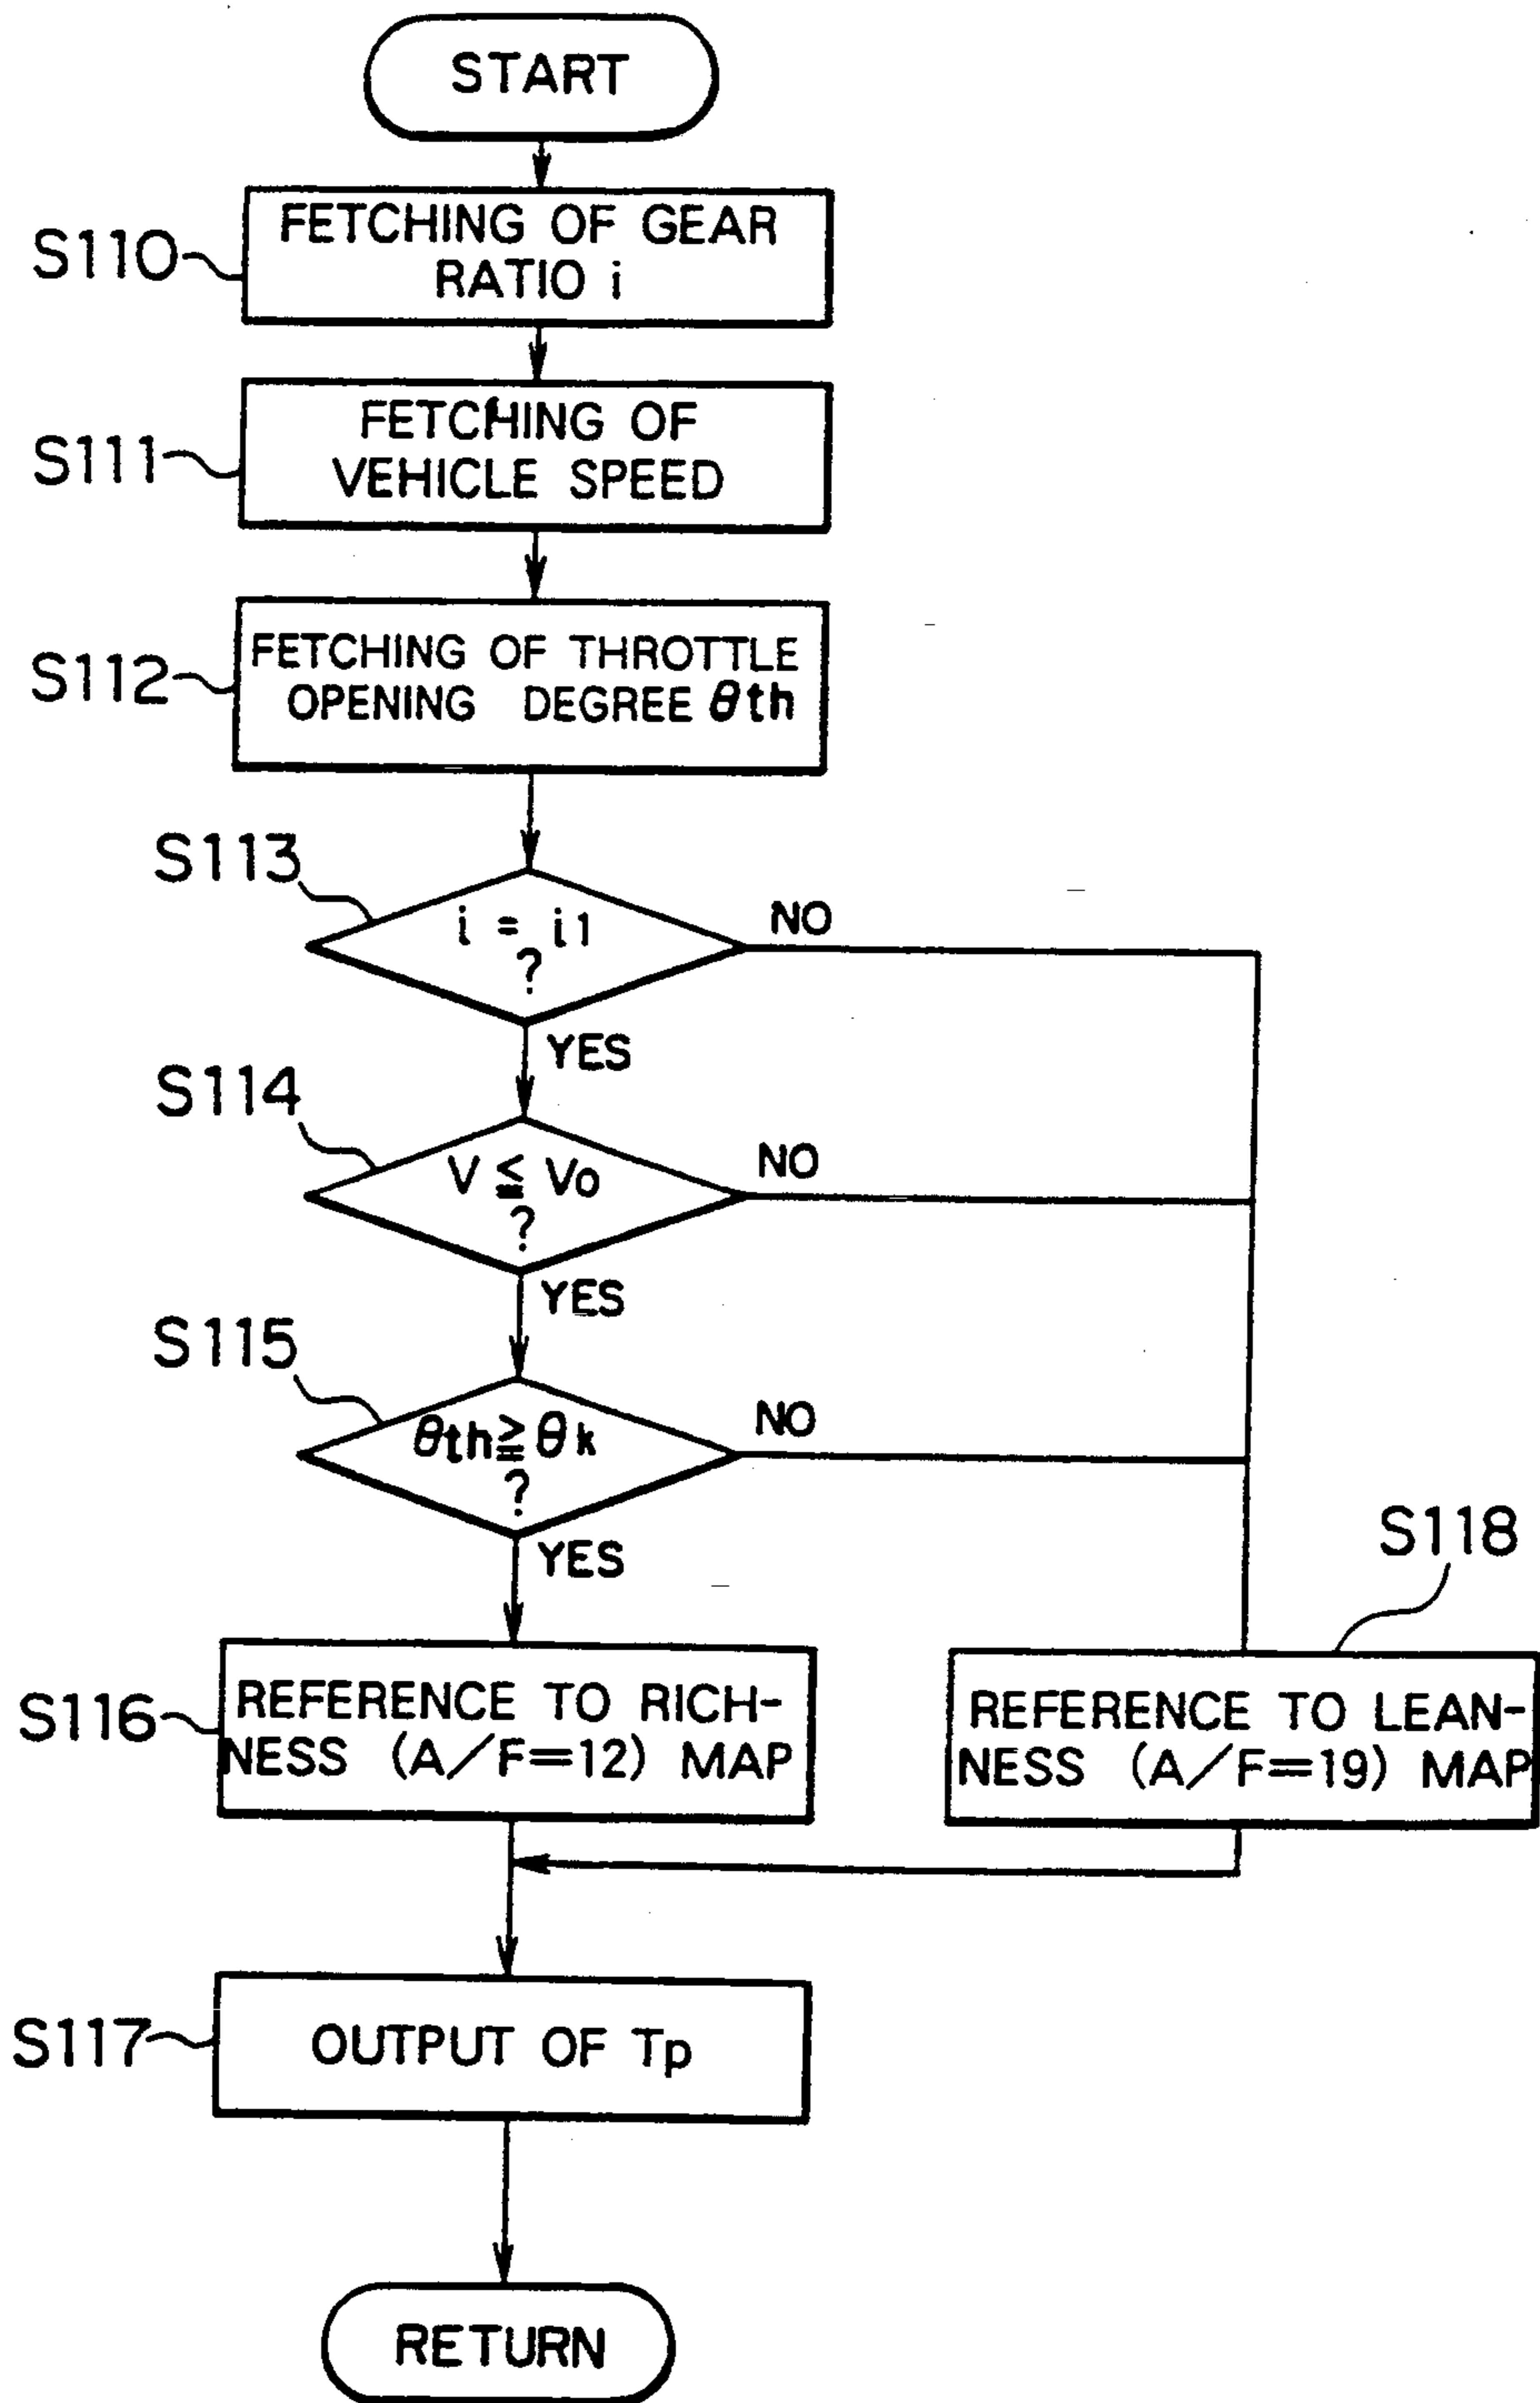 START
S110
FETCHING OF GEAR
RATIO i
S111
FETCHING OF
VEHICLE SPEED
S112
FETCHING OF THROTTLE
OPENING DEGREE θth
S113
i = i1
?
NO
YES
S114
V ≦ Vo
?
NO
YES
S115
θth ≧ θk
?
NO
YES
S116
REFERENCE TO RICH-
NESS (A/F=12) MAP
S118
REFERENCE TO LEAN-
NESS (A/F=19) MAP
S117
OUTPUT OF Tp
RETURN